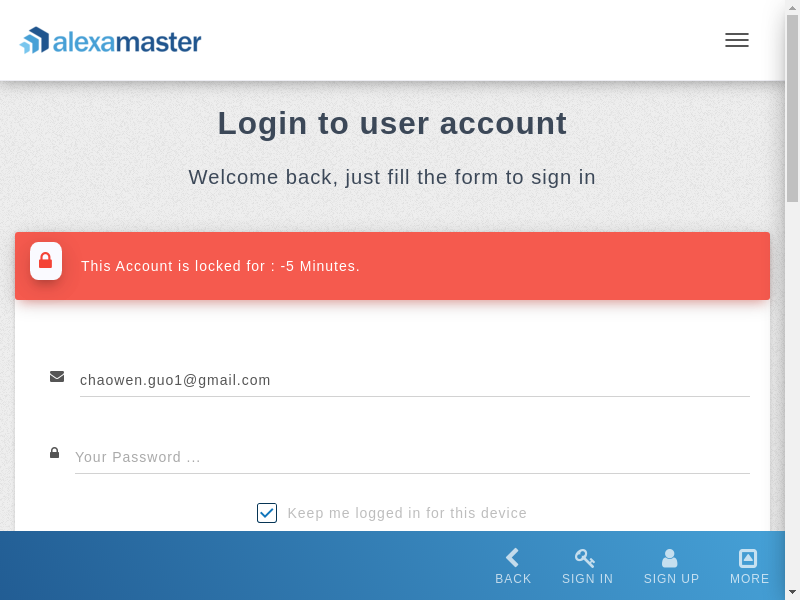 alexamaster
Login to user account
Welcome back, just fill the form to sign in
This Account is locked for : -5 Minutes.
chaowen.guo1@gmail.com
Your Password ...
Keep me logged in for this device
BACK SIGN IN SIGN UP MORE